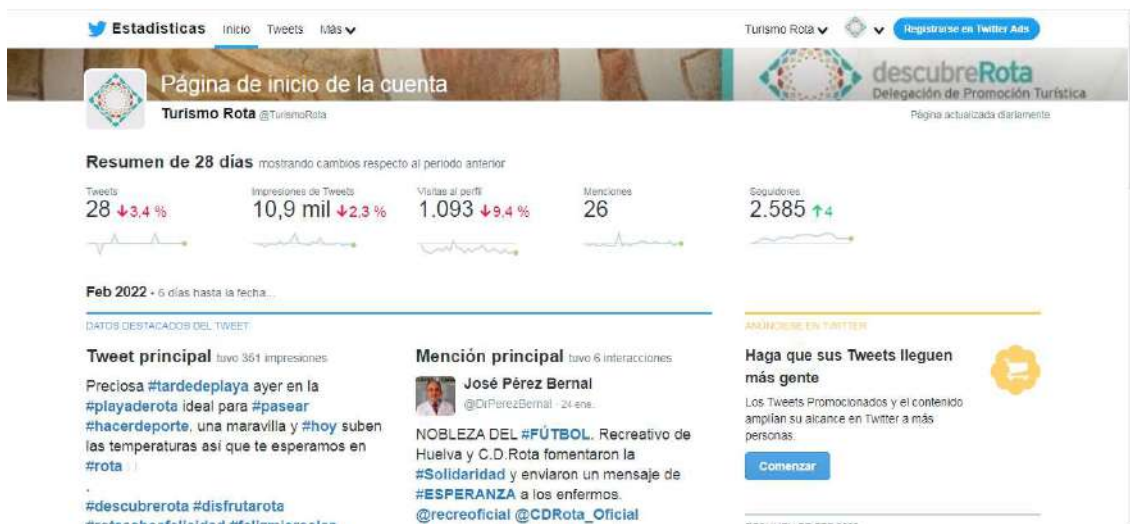 Estadísticas Inicio Tweets Más
Turismo Rota
Registrarse en Twitter Ads
Página de inicio de la cuenta
descubreRota
Delegación de Promoción Turística
Turismo Rota @TurismoRota
Página actualizada diariamente
Resumen de 28 días mostrando cambios respecto al periodo anterior
Tweets
28 ↓3,4 %
Impresiones de Tweets
10,9 mil ↓2,3 %
Visitas al perfil
1.093 ↓9,4 %
Menciones
26
Seguidores
2.585 ↑4
Feb 2022 • 6 días hasta la fecha...
DATOS DESTACADOS DEL TWEET
Tweet principal tuvo 361 impresiones
Preciosa #tardedeplaya ayer en la
#playaderota ideal para #pasear
#hacerdeporte, una maravilla y #hoy suben
las temperaturas así que te esperamos en
#rota
.
#descubrerota #disfrutarota
Mención principal tuvo 6 interacciones
José Pérez Bernal
@DrPerezBernal · 24 ene.
NOBLEZA DEL #FÚTBOL. Recreativo de
Huelva y C.D.Rota fomentaron la
#Solidaridad y enviaron un mensaje de
#ESPERANZA a los enfermos.
@recreoficial @CDRota_Oficial
ANÚNCIESE EN TWITTER
Haga que sus Tweets lleguen
más gente
Los Tweets Promocionados y el contenido
amplían su alcance en Twitter a más
personas.
Comenzar